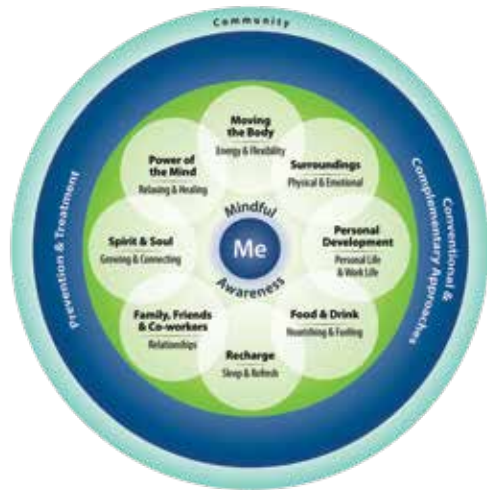 Community
Prevention & Treatment
Conventional &
Complementary Approaches
Moving
the Body
Energy & Flexibility
Surroundings
Physical & Emotional
Personal
Development
Personal Life
& Work Life
Food & Drink
Nourishing & Fueling
Recharge
Sleep & Refresh
Family, Friends
& Co-workers
Relationships
Spirit & Soul
Growing & Connecting
Power of
the Mind
Relaxing & Healing
Mindful
Me
Awareness